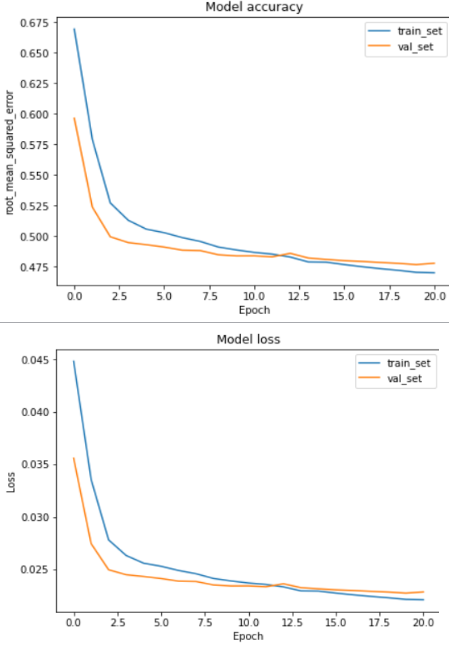 Model accuracy
0.675
0.650
0.625
0.600
0.575
0.550
0.525
0.500
0.475
root_mean_squared_error
train_set
val_set
0.0 2.5 5.0 7.5 10.0 12.5 15.0 17.5 20.0
Epoch
Model loss
0.045
0.040
0.035
0.030
0.025
Loss
train_set
val_set
0.0 2.5 5.0 7.5 10.0 12.5 15.0 17.5 20.0
Epoch